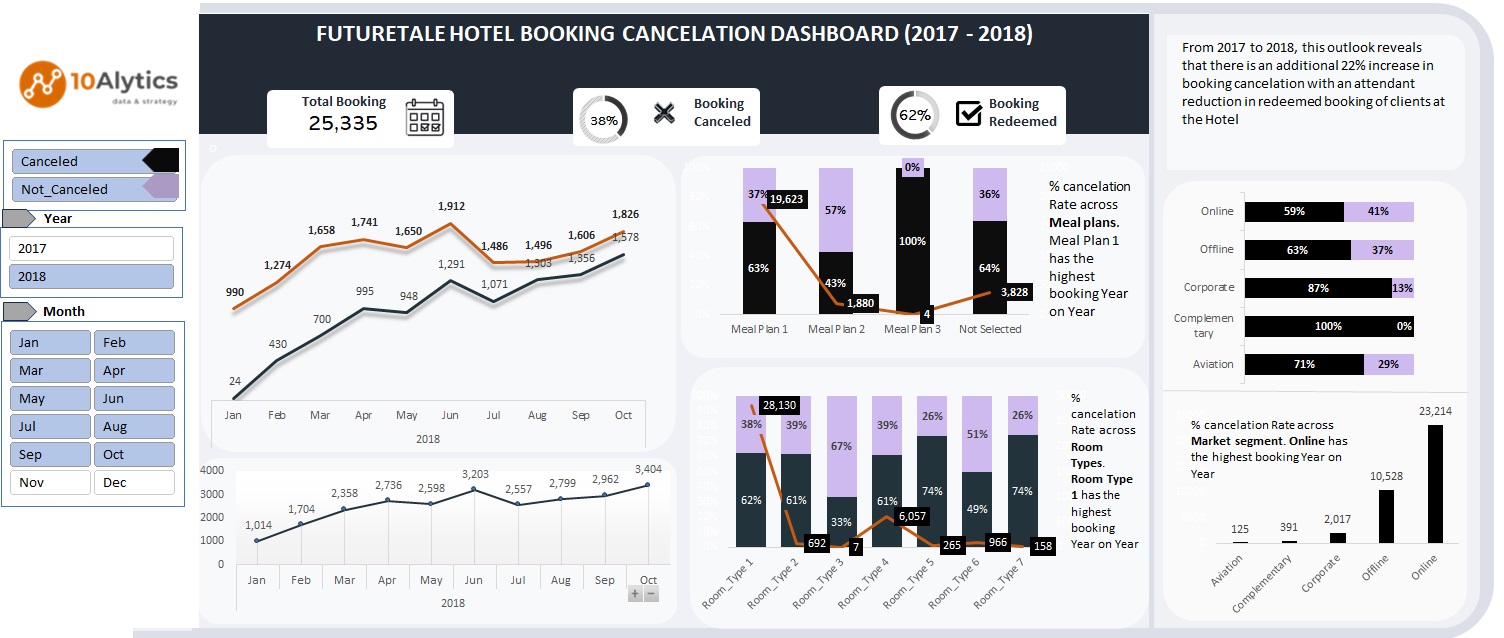 FUTURETALE HOTEL BOOKING CANCELATION DASHBOARD (2017 - 2018)
10Alytics
data & strategy
Total Booking
25,335
38%
Booking
Canceled
62%
Booking
Redeemed
From 2017 to 2018, this outlook reveals
that there is an additional 22% increase in
booking cancelation with an attendant
reduction in redeemed booking of clients at
the Hotel
Canceled
Not_Canceled
Year
2017
2018
Month
Jan Feb
Mar Apr
May Jun
Jul Aug
Sep Oct
Nov Dec
990 1,274 1,658 1,741 1,650 1,912 1,486 1,496 1,606 1,826
24 430 700 995 948 1,291 1,071 1,303 1,356 1,578
Jan Feb Mar Apr May Jun Jul Aug Sep Oct
2018
4000
3000
2000
1000
0
1,014 1,704 2,358 2,736 2,598 3,203 2,557 2,799 2,962 3,404
Jan Feb Mar Apr May Jun Jul Aug Sep Oct
2018
37% 57% 0% 36%
63% 43% 100% 64%
19,623 1,880 4 3,828
Meal Plan 1 Meal Plan 2 Meal Plan 3 Not Selected
% cancelation
Rate across
Meal plans.
Meal Plan 1
has the
highest
booking Year
on Year
38% 39% 67% 39% 26% 51% 26%
62% 61% 33% 61% 74% 49% 74%
28,130 692 7 6,057 265 966 158
Room_Type 1 Room_Type 2 Room_Type 3 Room_Type 4 Room_Type 5 Room_Type 6 Room_Type 7
%
cancelation
Rate across
Room
Types.
Room Type
1 has the
highest
booking
Year on Year
Online 59% 41%
Offline 63% 37%
Corporate 87% 13%
Complemen
tary 100% 0%
Aviation 71% 29%
% cancelation Rate across
Market segment. Online has
the highest booking Year on
Year
125 391 2,017 10,528 23,214
Aviation Complementary Corporate Offline Online